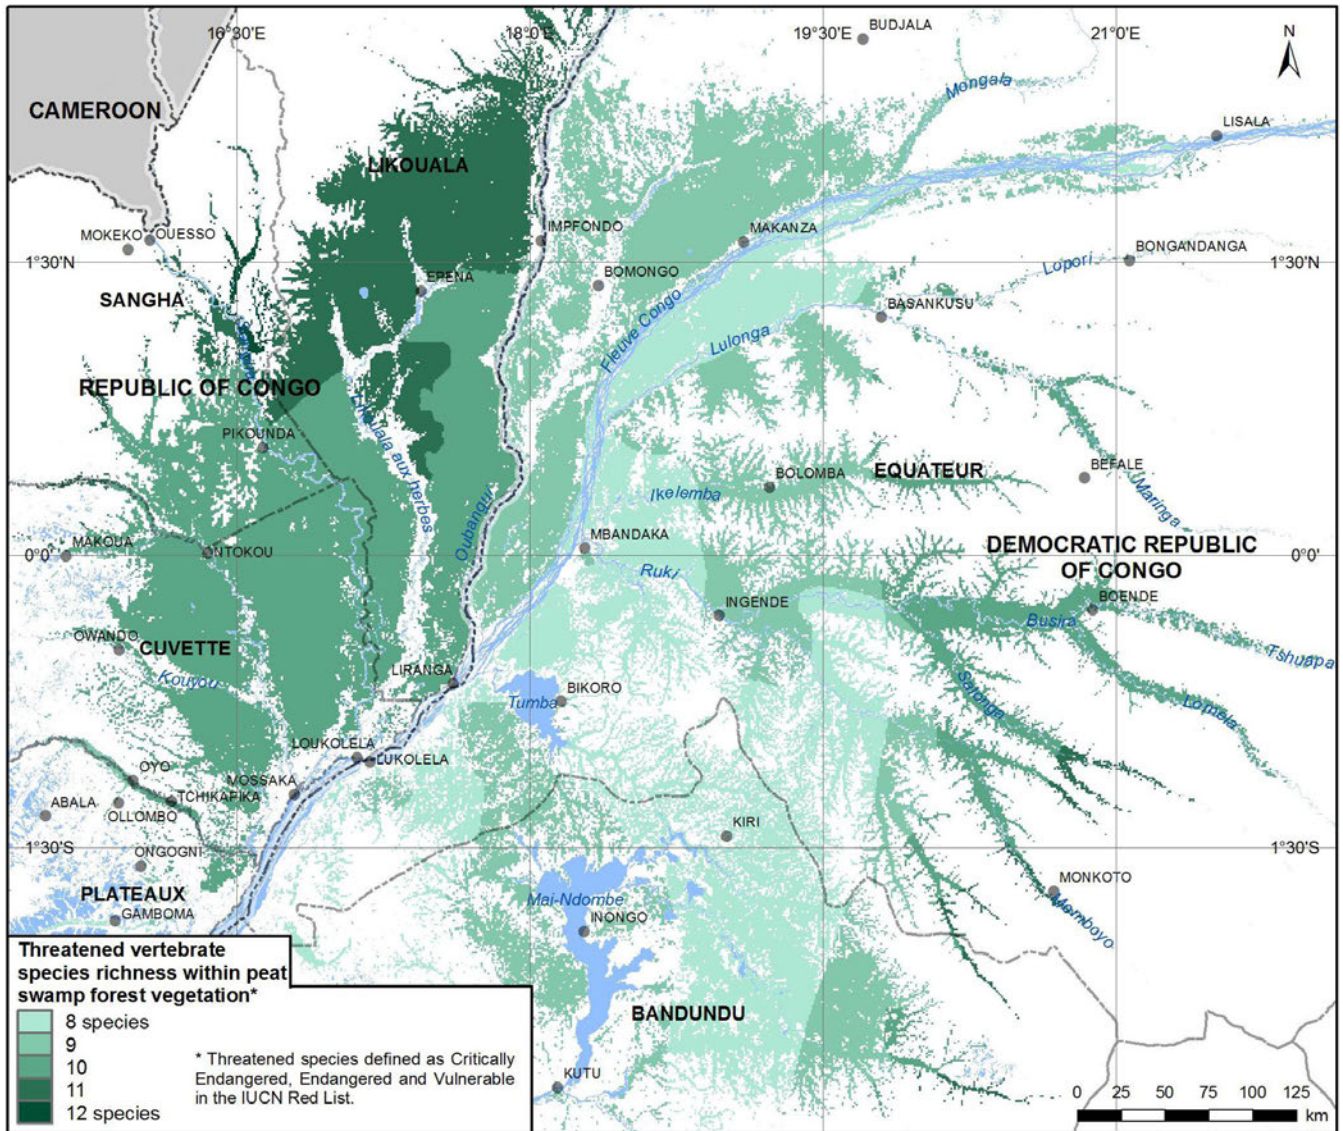 16°30'E
18°0'E
19°30'E
21°0'E
BUDJALA
N
Mongala
CAMEROON
LISALA
LIKOUALA
MOKEKO
OUESSO
IMPFONDO
MAKANZA
BONGANDANGA
1°30'N
1°30'N
Lopori
EPENA
BOMONGO
SANGHA
BASANKUSU
Fleuve Congo
Lulonga
REPUBLIC OF CONGO
Likouala aux herbes
PIKOUNDA
BOLOMBA
EQUATEUR
BEFALE
Ikelemba
Maringa
Oubangui
MBANDAKA
MAKOUA
NTOKOU
0°0'
0°0'
DEMOCRATIC REPUBLIC
OF CONGO
Ruki
INGENDE
BOENDE
Busira
OWANDO
CUVETTE
Tshuapa
Kouyou
LIRANGA
BIKORO
Tumba
Salonga
Lomela
LOUKOLELA
LUKOLELA
OYO
MOSSAKA
TCHIKAPIKA
ABALA
OLLOMBO
KIRI
1°30'S
1°30'S
ONGOGNI
PLATEAUX
MONKOTO
Mai-Ndombe
GAMBOMA
INONGO
Momboyo
BANDUNDU
KUTU
Threatened vertebrate
species richness within peat
swamp forest vegetation*
8 species
9
10
11
12 species
* Threatened species defined as Critically
Endangered, Endangered and Vulnerable
in the IUCN Red List.
0 25 50 75 100 125
km